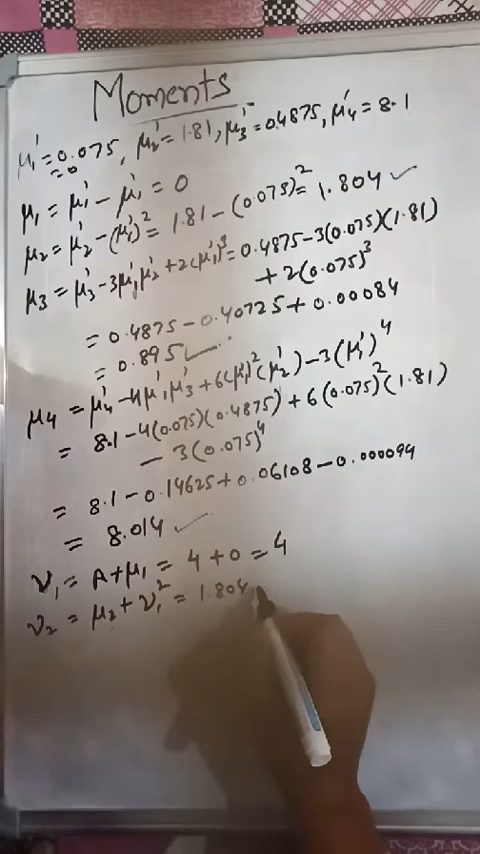 Moments
μ₁' = 0.075, μ₂' = 1.81, μ₃' = 0.4875, μ₄' = 8.1
= 0
μ₁ = μ₁' - μ₁' = 0
μ₂ = μ₂' - (μ₁')² = 1.81 - (0.075)² = 1.804 ✓
μ₃ = μ₃' - 3μ₁'μ₂' + 2(μ₁')³ = 0.4875 - 3(0.075)(1.81)
+ 2(0.075)³
= 0.4875 - 0.40725 + 0.00084
= 0.895 ✓
μ₄ = μ₄' - 4μ₁'μ₃' + 6(μ₁')²(μ₂') - 3(μ₁')⁴
= 8.1 - 4(0.075)(0.4875) + 6(0.075)²(1.81)
- 3(0.075)⁴
= 8.1 - 0.14625 + 0.06108 - 0.000094
= 8.014 ✓
ν₁ = A + μ₁ = 4 + 0 = 4
ν₂ = μ₂ + ν₁² = 1.804